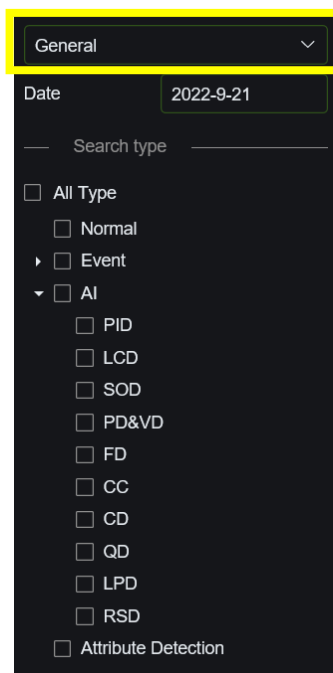 General
Date 2022-9-21
Search type
All Type
Normal
Event
AI
PID
LCD
SOD
PD&VD
FD
CC
CD
QD
LPD
RSD
Attribute Detection